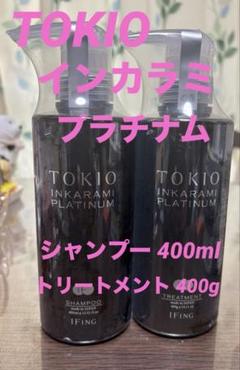 TOKIO
インカラミ
プラチナム
TOKIO
INKARAMI
PLATINUM
TOKIO
INKARAMI
PLATINUM
シャンプー 400ml
トリートメント 400g
SHAMPOO
TREATMENT
IFING
IFING